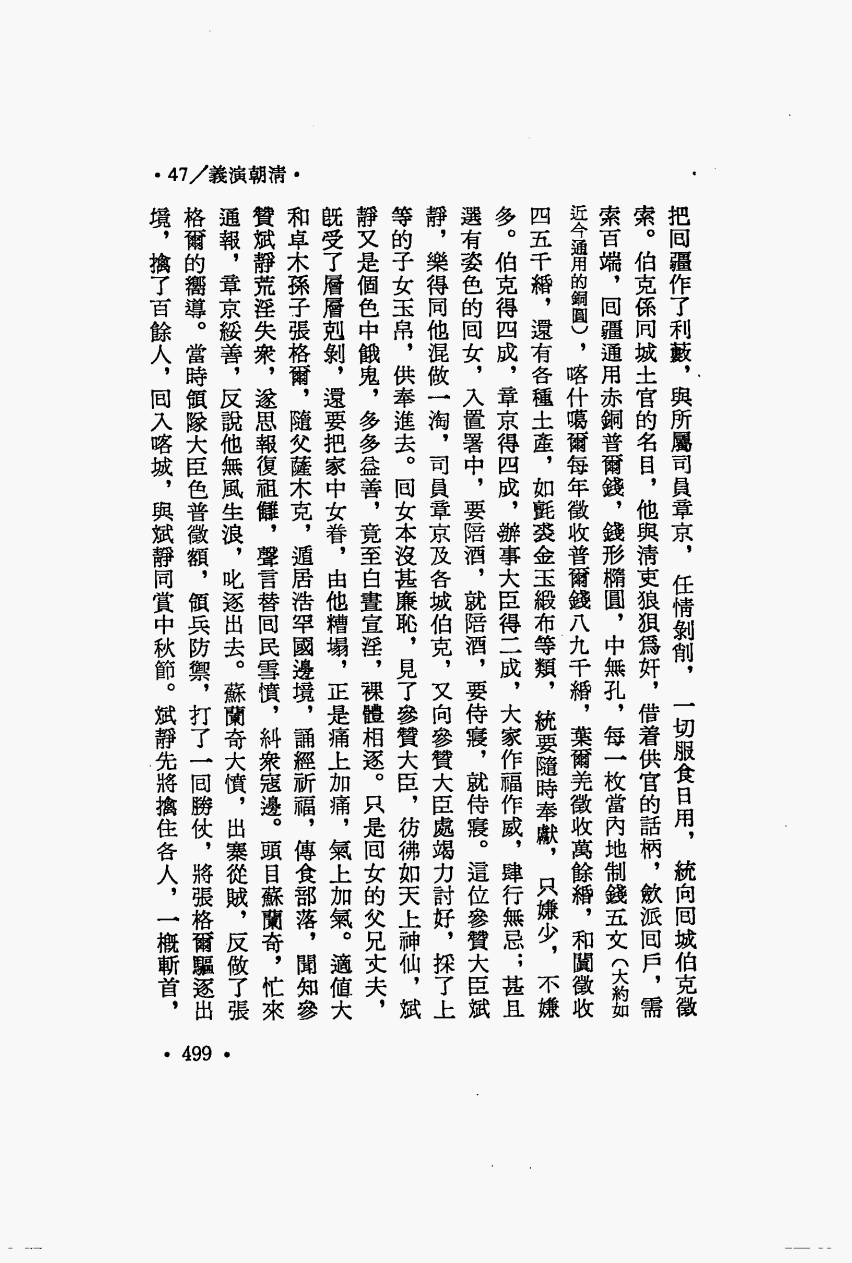 •47╱義演朝清•
把回疆作了利藪，與所屬司員章京，任情剝削，一切服食日用，統向回城伯克徵
索。伯克係回城土官的名目，他與清吏狼狽爲奸，借着供官的話柄，歛派回戶，需
索百端，回疆通用赤銅普爾錢，錢形橢圓，中無孔，每一枚當內地制錢五文（大約如
近今通用的銅圓），喀什噶爾每年徵收普爾錢八九千緡，葉爾羌徵收萬餘緡，和闐徵收
四五千緡，還有各種土產，如氈裘金玉緞布等類，統要隨時奉獻，只嫌少，不嫌
多。伯克得四成，章京得四成，辦事大臣得二成，大家作福作威，肆行無忌；甚且
選有姿色的回女，入置署中，要陪酒，就陪酒，要侍寢，就侍寢。這位參贊大臣斌
靜，樂得同他混做一淘，司員章京及各城伯克，又向參贊大臣處竭力討好，採了上
等的子女玉帛，供奉進去。回女本沒甚廉恥，見了參贊大臣，彷彿如天上神仙，斌
靜又是個色中餓鬼，多多益善，竟至白晝宣淫，裸體相逐。只是回女的父兄丈夫，
既受了層層剋剝，還要把家中女眷，由他糟塌，正是痛上加痛，氣上加氣。適値大
和卓木孫子張格爾，隨父薩木克，遁居浩罕國邊境，誦經祈福，傳食部落，聞知參
贊斌靜荒淫失衆，遂思報復祖讎，聲言替回民雪憤，糾衆寇邊。頭目蘇蘭奇，忙來
通報，章京綏善，反說他無風生浪，叱逐出去。蘇蘭奇大憤，出寨從賊，反做了張
格爾的嚮導。當時領隊大臣色普徵額，領兵防禦，打了一回勝仗，將張格爾驅逐出
境，擒了百餘人，回入喀城，與斌靜同賞中秋節。斌靜先將擒住各人，一概斬首，
•499•